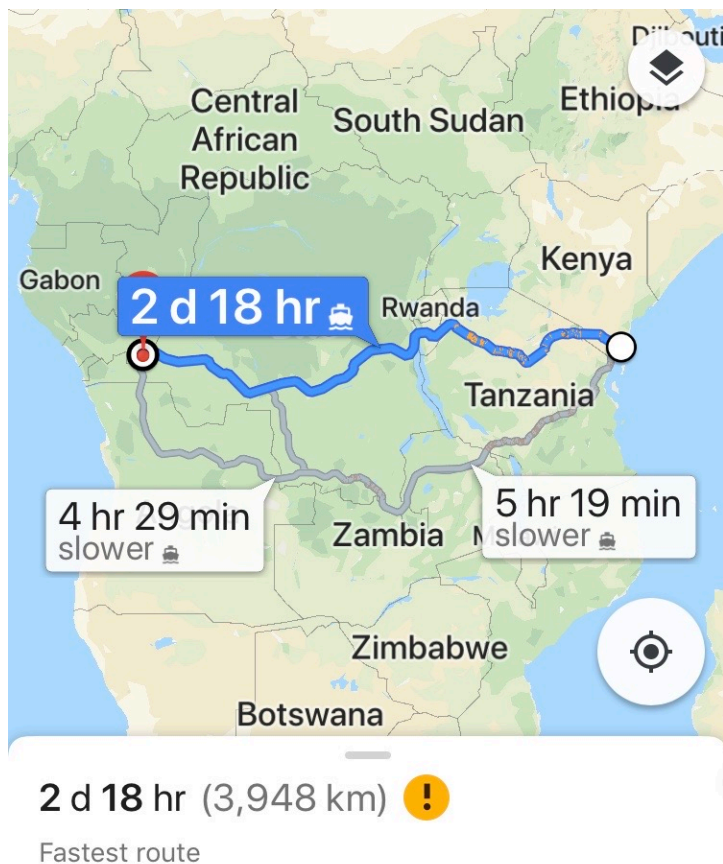 Djibouti
Central
African
Republic
South Sudan
Ethiopia
Gabon
Kenya
2 d 18 hr
Rwanda
Tanzania
4 hr 29 min
slower
5 hr 19 min
slower
Zambia
Zimbabwe
Botswana
2 d 18 hr (3,948 km) !
Fastest route